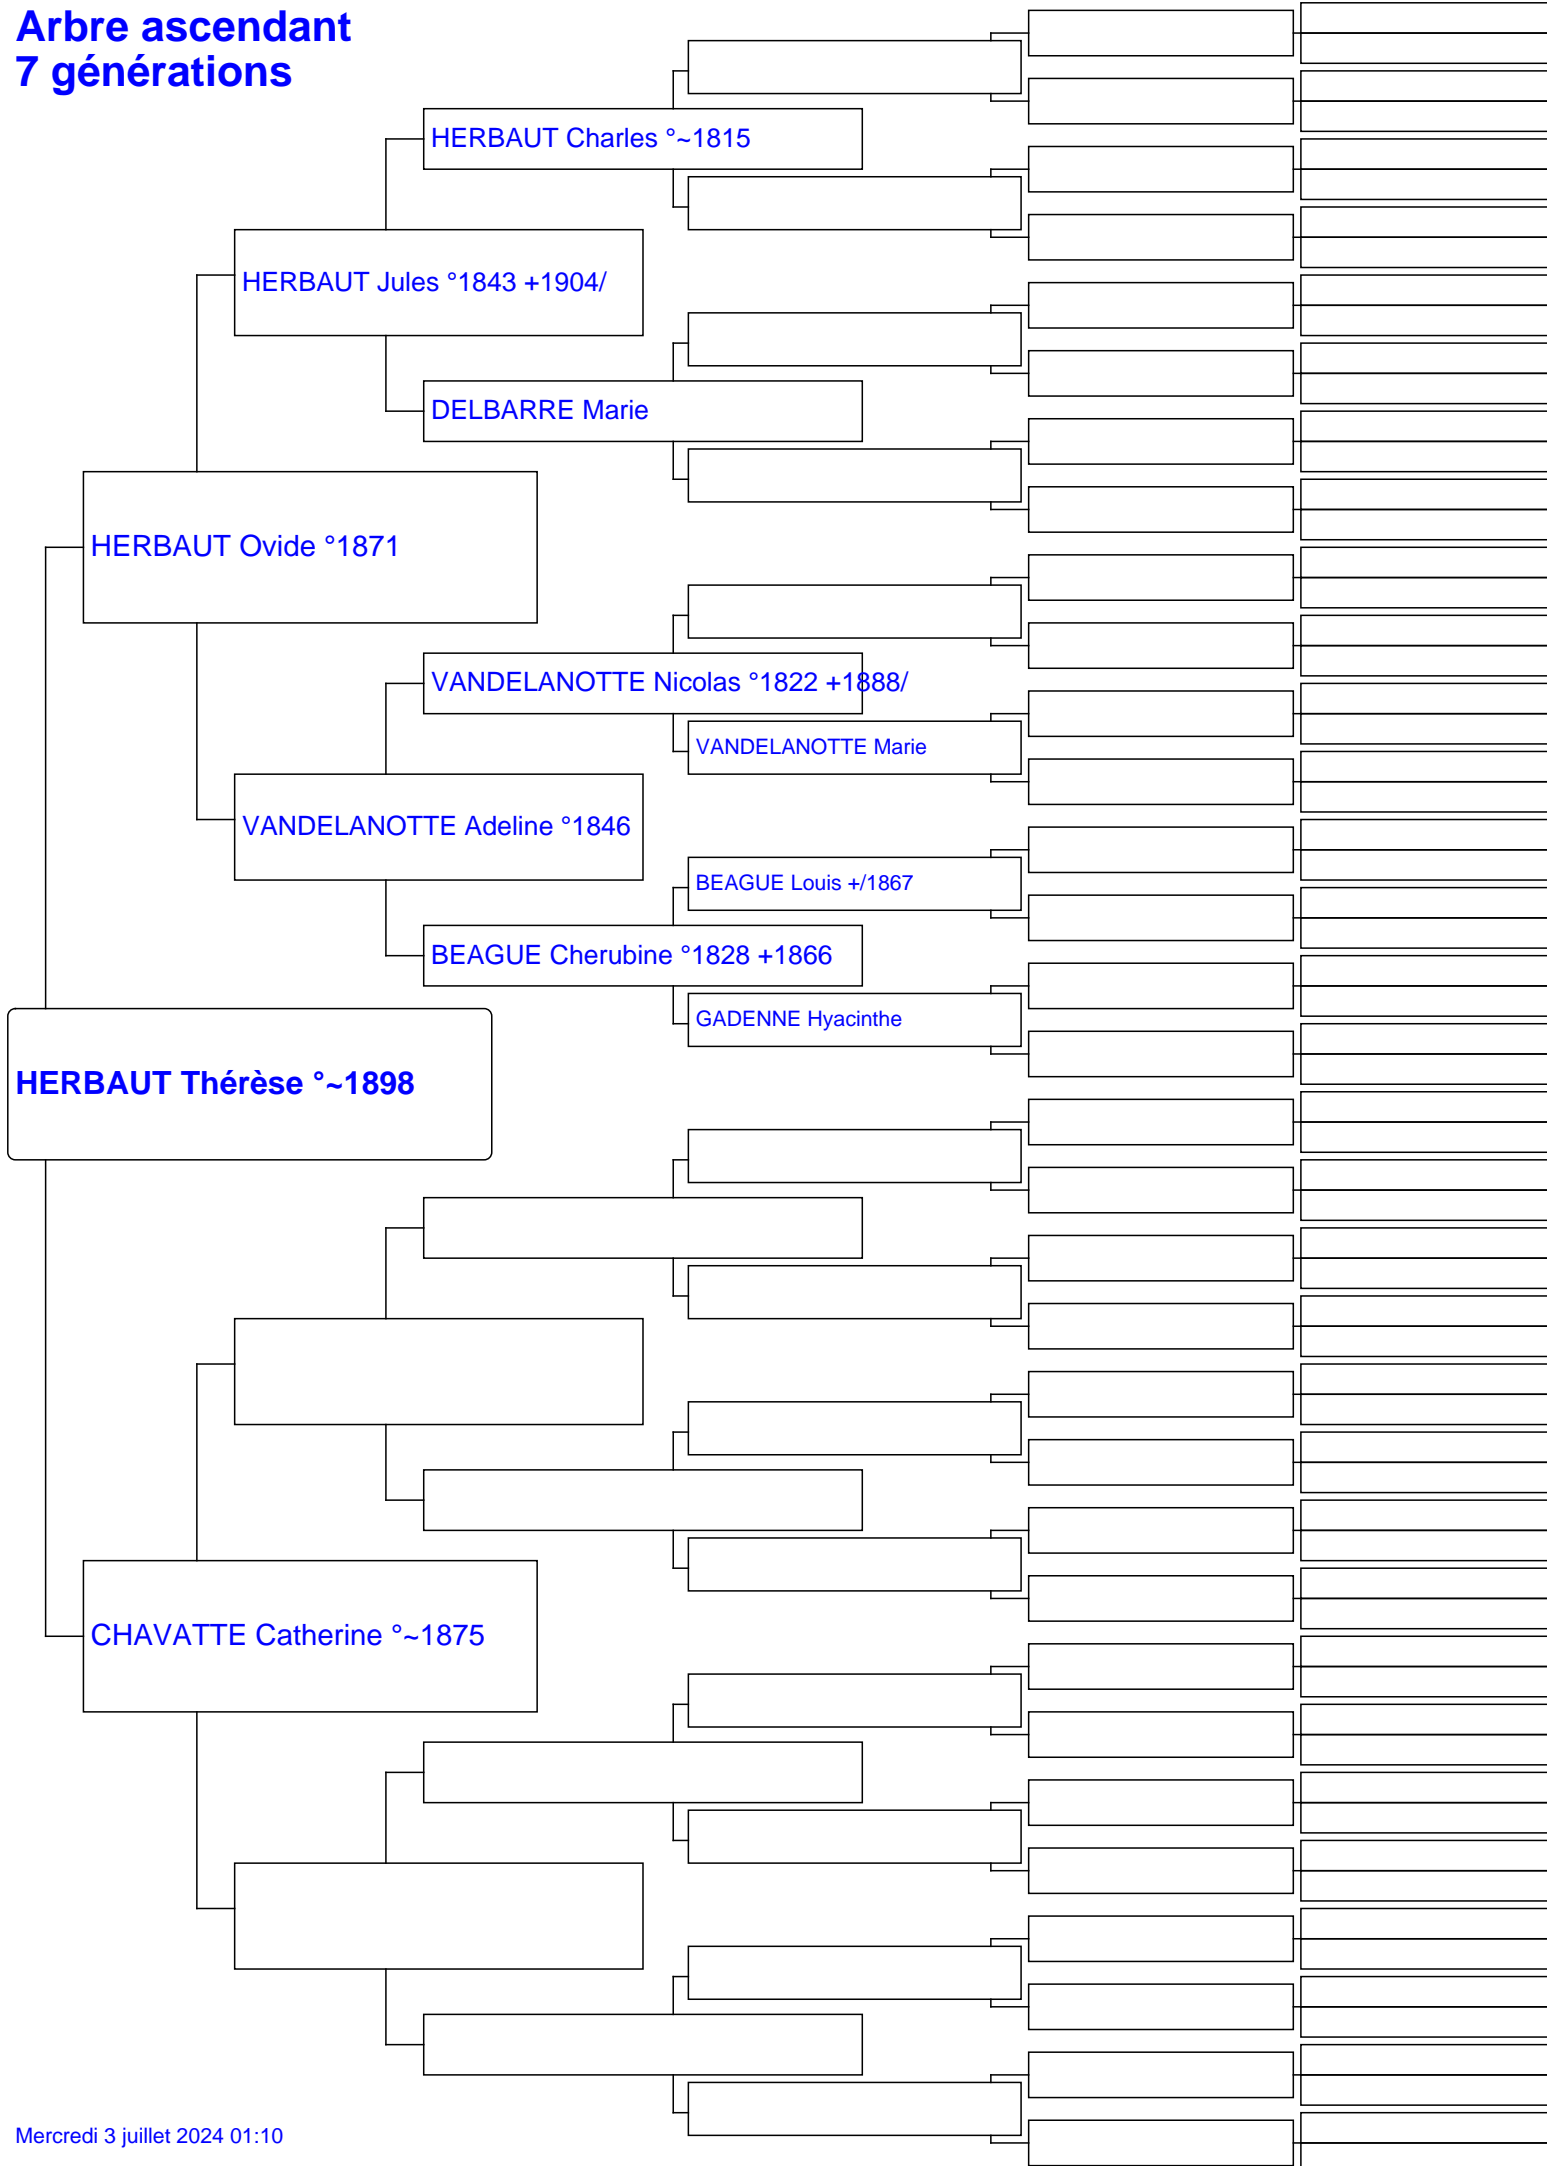 Arbre ascendant
7 générations
HERBAUT Charles °~1815
HERBAUT Jules °1843 +1904/
DELBARRE Marie
HERBAUT Ovide °1871
VANDELANOTTE Nicolas °1822 +1888/
VANDELANOTTE Marie
VANDELANOTTE Adeline °1846
BEAGUE Louis +/1867
BEAGUE Cherubine °1828 +1866
GADENNE Hyacinthe
HERBAUT Thérèse °~1898
CHAVATTE Catherine °~1875
Mercredi 3 juillet 2024 01:10